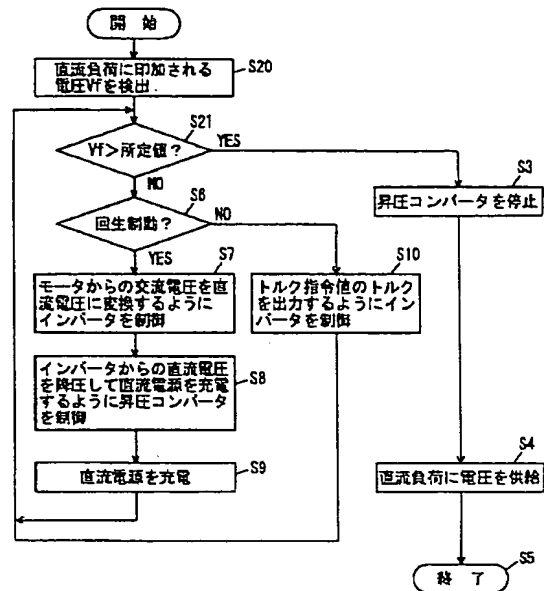 開始
直流負荷に印加される
電圧Vfを検出.
S20
S21
Vf>所定値?
YES
NO
S6
回生制動?
NO
YES
S3
昇圧コンバータを停止
S7
モータからの交流電圧を直
流電圧に変換するように
インバータを制御
S10
トルク指令値のトルク
を出力するようにイン
バータを制御
インバータからの直流電圧
を降圧して直流電源を充電
するように昇圧コンバータ
を制御
S8
直流電源を充電
S9
S4
直流負荷に電圧を供給
終了
S5